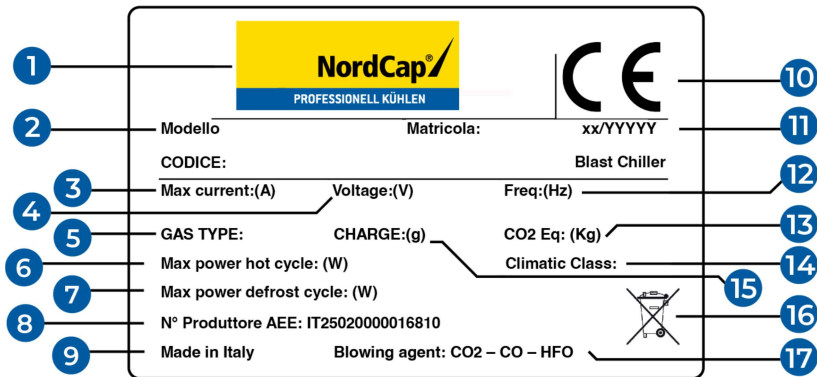 1
NordCap®
PROFESSIONELL KÜHLEN
10
2
Modello Matricola: xx/YYYYY
11
CODICE: Blast Chiller
3
Max current:(A) Voltage:(V) Freq:(Hz)
12
4
5
GAS TYPE: CHARGE:(g) CO2 Eq: (Kg)
13
6
Max power hot cycle: (W) Climatic Class:
14
7
Max power defrost cycle: (W)
15
8
N° Produttore AEE: IT25020000016810
16
9
Made in Italy Blowing agent: CO2 – CO – HFO
17
CE